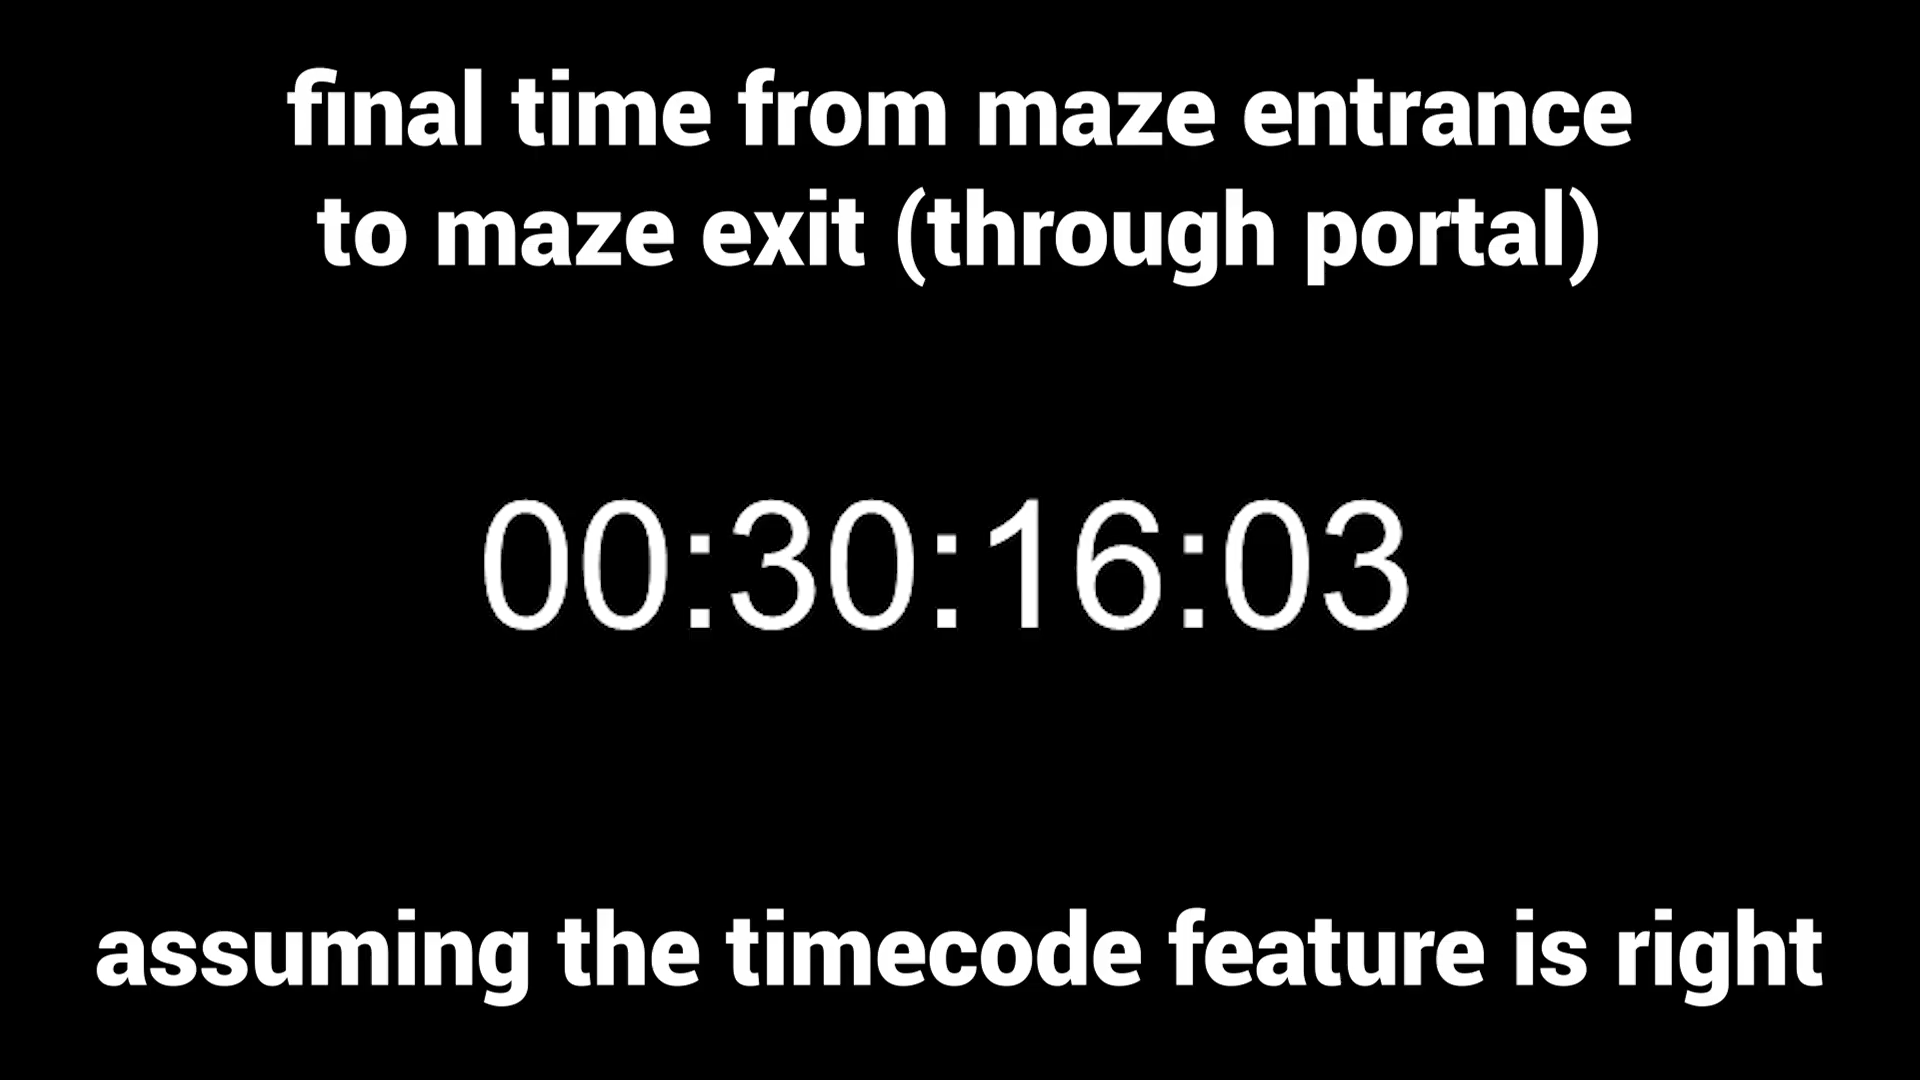 final time from maze entrance
to maze exit (through portal)
00:30:16:03
assuming the timecode feature is right